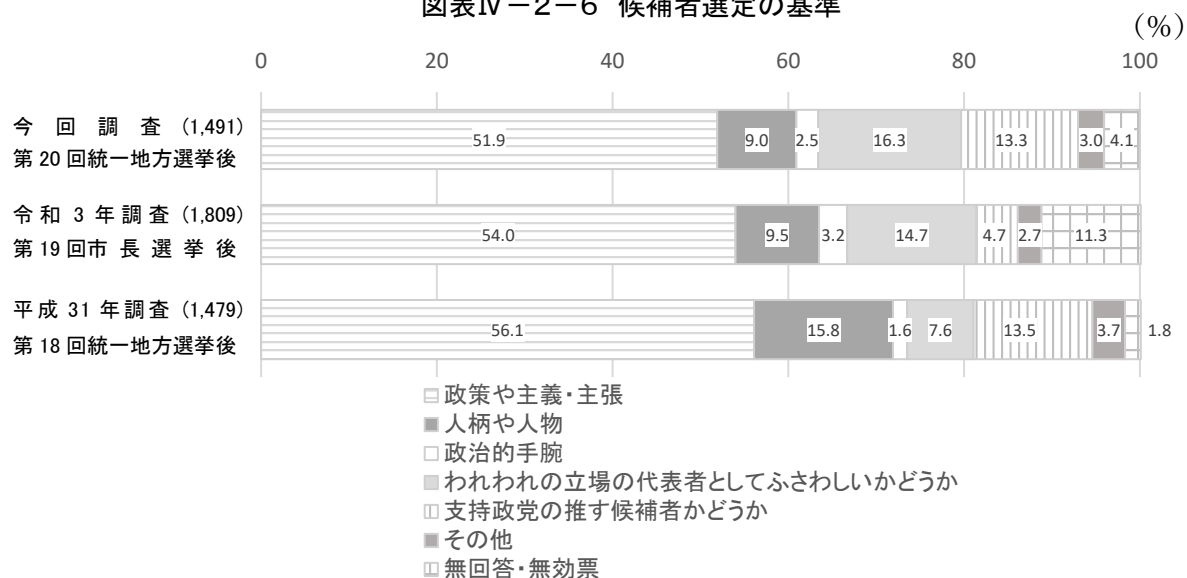 図表Ⅳ－2－6 候補者選定の基準
(%)
0 20 40 60 80 100
今回調査 (1,491)
第 20 回統一地方選挙後
51.9 9.0 2.5 16.3 13.3 3.0 4.1
令和 3 年調査 (1,809)
第 19 回市長選挙後
54.0 9.5 3.2 14.7 4.7 2.7 11.3
平成 31 年調査 (1,479)
第 18 回統一地方選挙後
56.1 15.8 1.6 7.6 13.5 3.7 1.8
政策や主義・主張
人柄や人物
政治的手腕
われわれの立場の代表者としてふさわしいかどうか
支持政党の推す候補者かどうか
その他
無回答・無効票